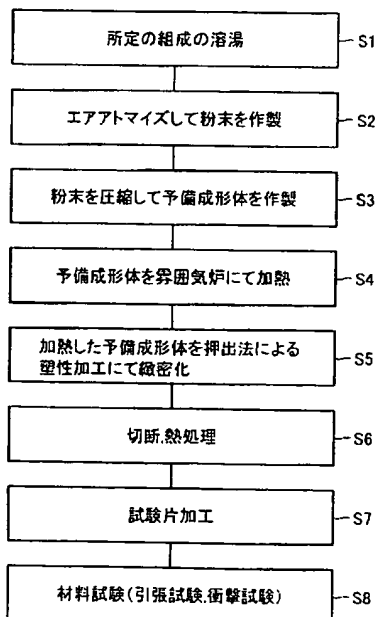 所定の組成の溶湯
S1
エアアトマイズして粉末を作製
S2
粉末を圧縮して予備成形体を作製
S3
予備成形体を雰囲気炉にて加熱
S4
加熱した予備成形体を押出法による
塑性加工にて緻密化
S5
切断,熱処理
S6
試験片加工
S7
材料試験(引張試験,衝撃試験)
S8